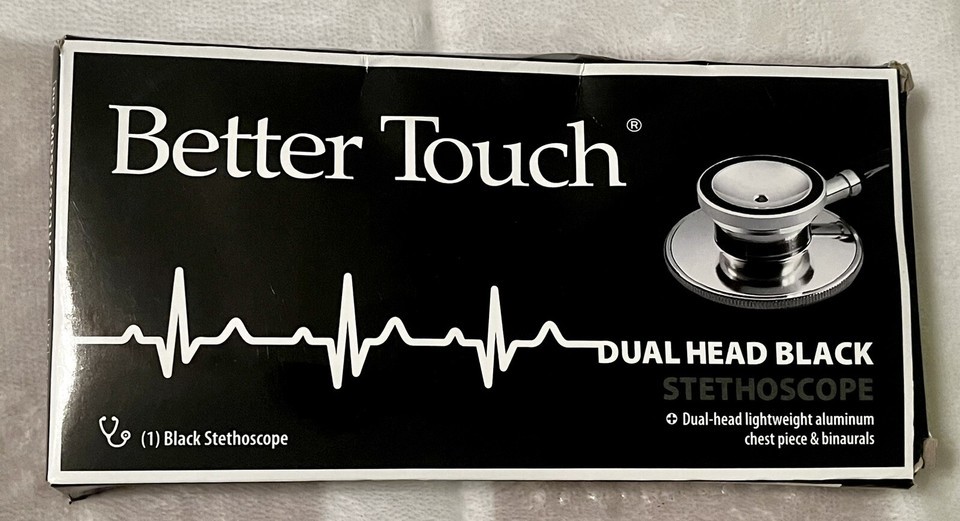 Better Touch®
DUAL HEAD BLACK
STETHOSCOPE
Dual-head lightweight aluminum
chest piece & binaurals
(1) Black Stethoscope